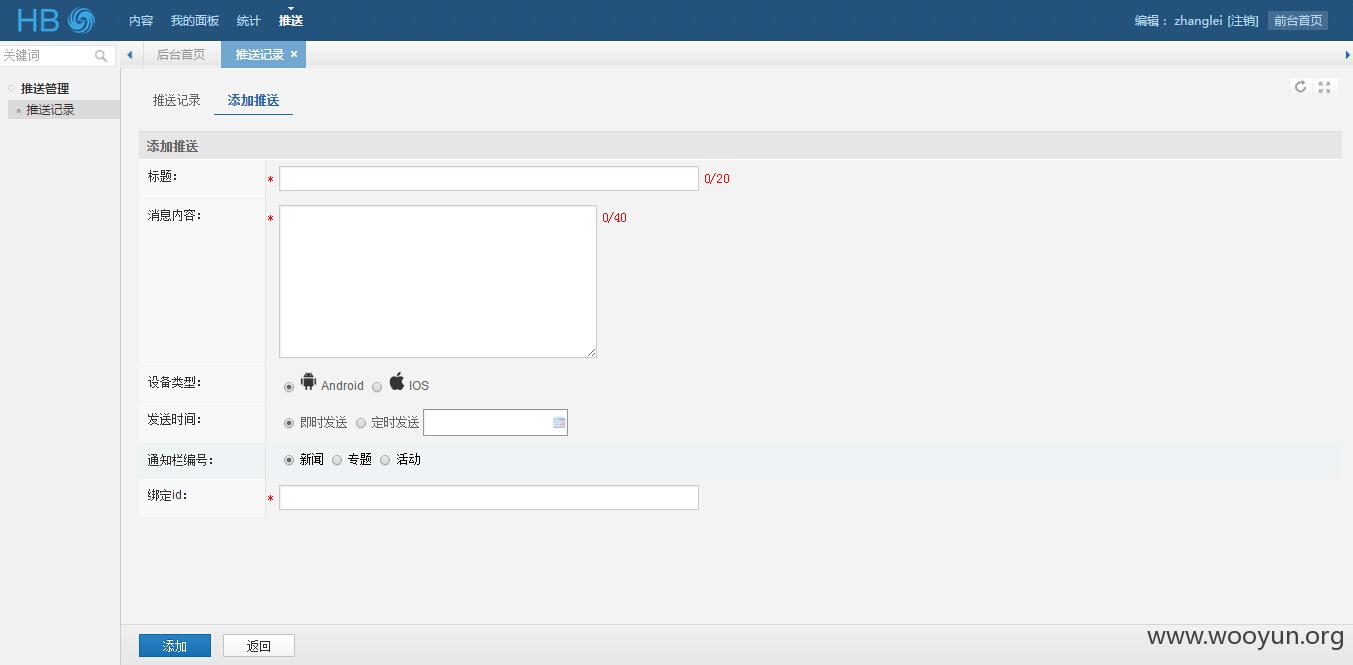 HB 内容 我的面板 统计 推送 编辑： zhanglei [注销] 前台首页
关键词 后台首页 推送记录 ×
推送管理
推送记录
推送记录 添加推送
添加推送
标题： * 0/20
消息内容： * 0/40
设备类型： Android IOS
发送时间： 即时发送 定时发送
通知栏编号： 新闻 专题 活动
绑定id： *
添加 返回
www.wooyun.org